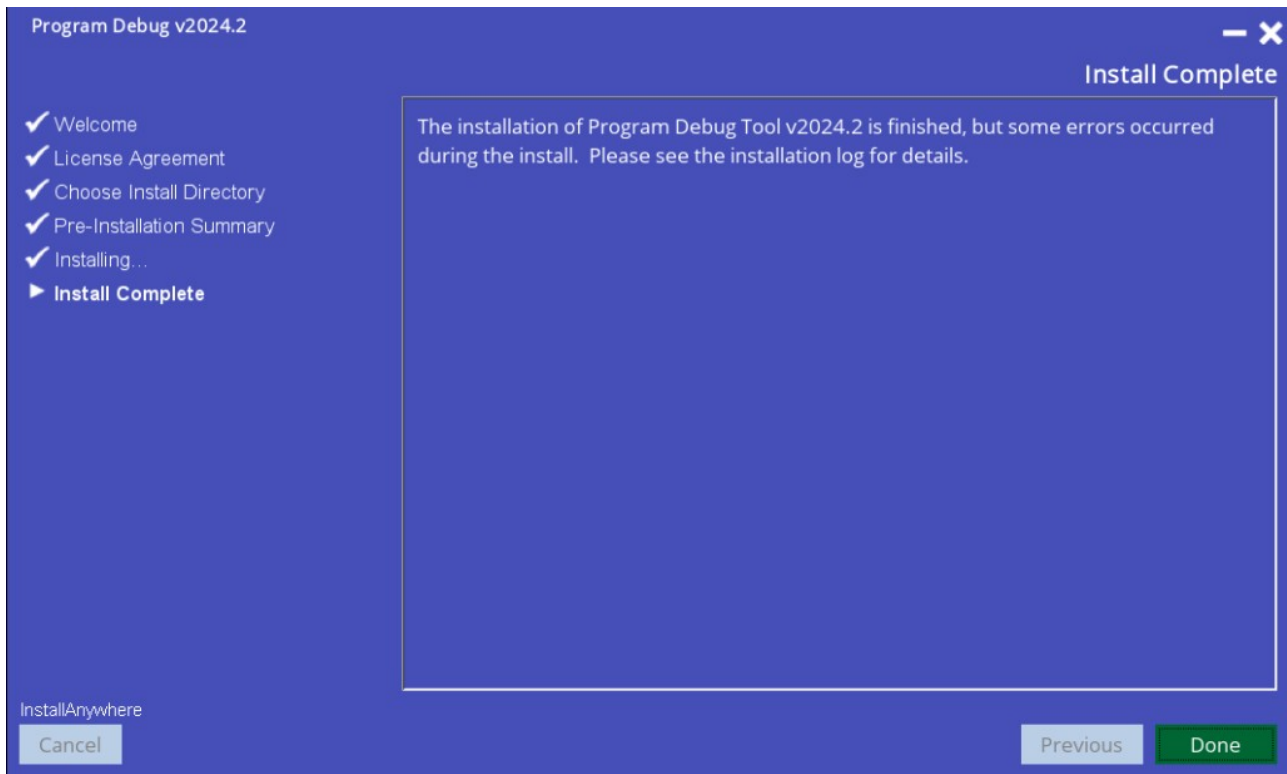 Program Debug v2024.2
Install Complete
Welcome
License Agreement
Choose Install Directory
Pre-Installation Summary
Installing...
Install Complete
The installation of Program Debug Tool v2024.2 is finished, but some errors occurred
during the install.  Please see the installation log for details.
InstallAnywhere
Cancel
Previous
Done